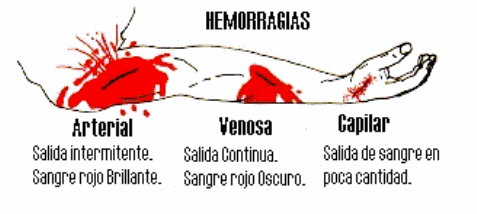 HEMORRAGIAS
Arterial
Salida intermitente.
Sangre rojo Brillante.
Venosa
Salida Continua.
Sangre rojo Oscuro.
Capilar
Salida de sangre en
poca cantidad.